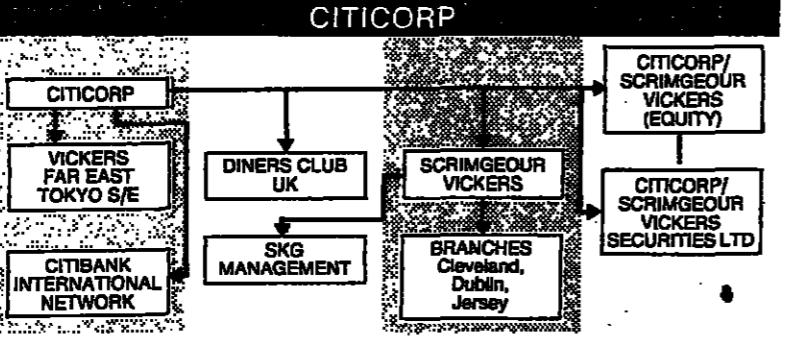 CITICORP
CITICORP
VICKERS
FAR EAST
TOKYO S/E
CITIBANK
INTERNATIONAL
NETWORK
DINERS CLUB
UK
SKG
MANAGEMENT
SCRIMGEOUR
VICKERS
BRANCHES
Cleveland,
Dublin,
Jersey
CITICORP/
SCRIMGEOUR
VICKERS
(EQUITY)
CITICORP/
SCRIMGEOUR
VICKERS
SECURITIES LTD